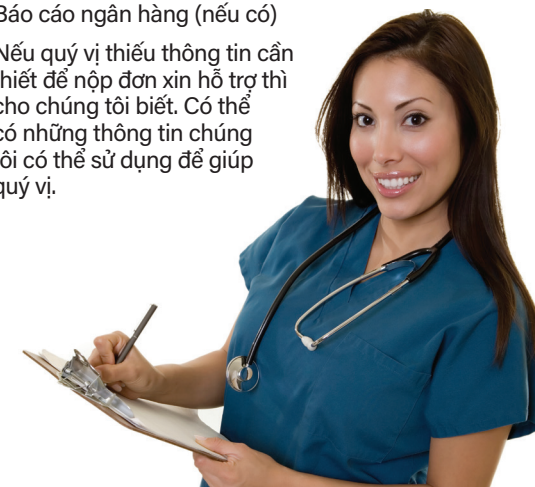 Báo cáo ngân hàng (nếu có)
Nếu quý vị thiếu thông tin cần
thiết để nộp đơn xin hỗ trợ thì
cho chúng tôi biết. Có thể
có những thông tin chúng
tôi có thể sử dụng để giúp
quý vị.